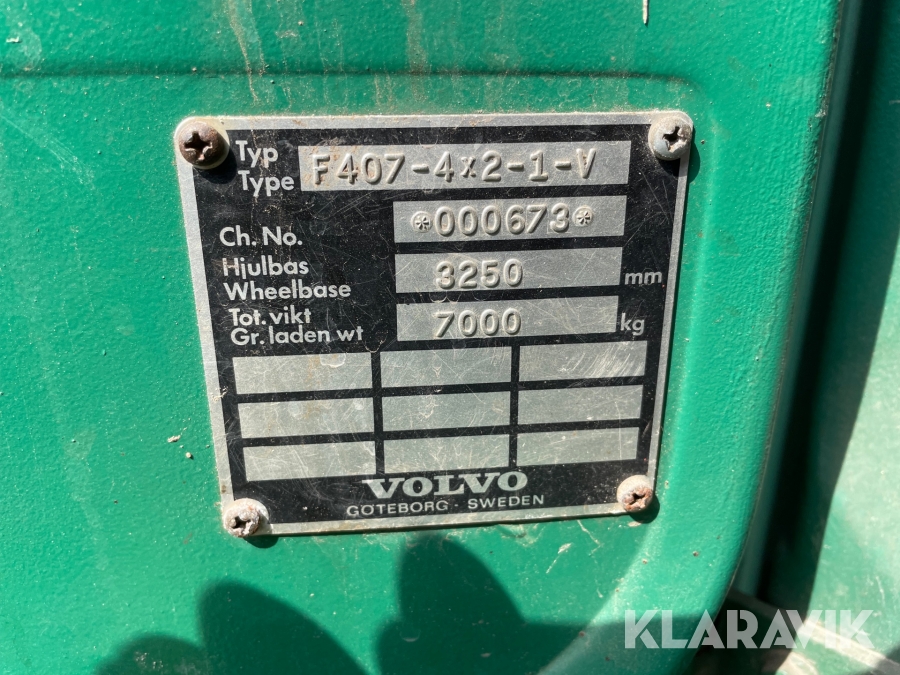 Typ
Type F407-4x2-1-V
Ch. No. *000673*
Hjulbas
Wheelbase 3250 mm
Tot. vikt
Gr. laden wt 7000 kg
VOLVO
GÖTEBORG · SWEDEN
KLARAVIK